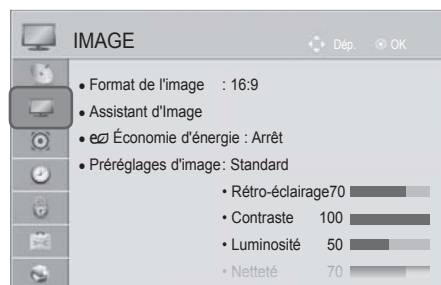 IMAGE
Dép. OK
• Format de l'image : 16:9
• Assistant d'Image
• Économie d'énergie : Arrêt
• Préréglages d'image: Standard
• Rétro-éclairage70
• Contraste 100
• Luminosité 50
• Netteté 70